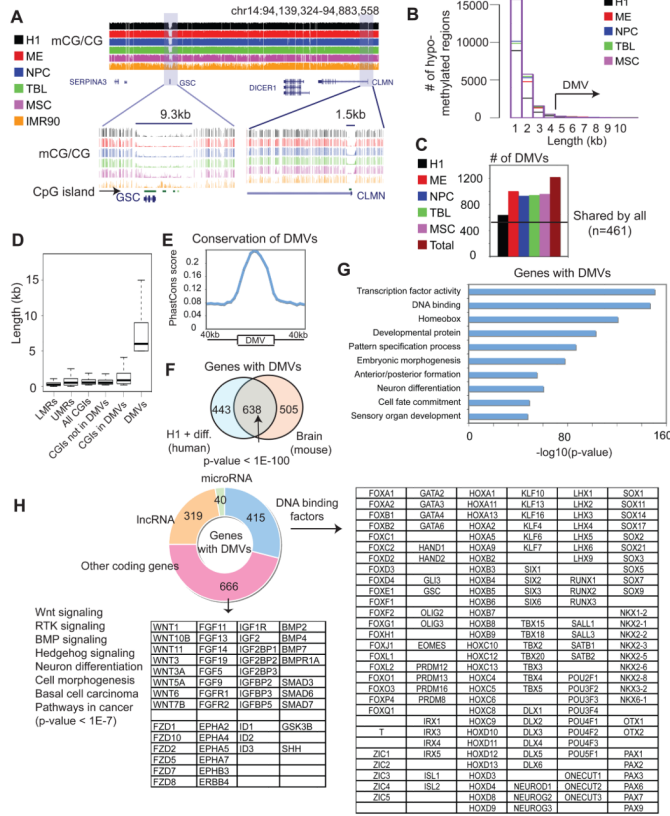 A
chr14:94,139,324-94,883,558
H1
ME
NPC
TBL
MSC
IMR90
mCG/CG
SERPINA3
GSC
DICER1
CLMN
9.3kb
1.5kb
mCG/CG
CpG island
GSC
CLMN
B
# of hypo-
methylated regions
15000
10000
5000
0
H1
ME
NPC
TBL
MSC
DMV
1 2 3 4 5 6 7 8 9 10
Length (kb)
C
# of DMVs
H1
ME
NPC
TBL
MSC
Total
1200
800
400
0
Shared by all
(n=461)
D
Length (kb)
15
10
5
0
LMRs
UMRs
All CGIs
CGIs not in DMVs
CGIs in DMVs
DMVs
E
Conservation of DMVs
PhastCons score
0.2
0.16
0.12
0.08
0.04
0
40kb
DMV
40kb
F
Genes with DMVs
443
638
505
H1 + diff.
(human)
Brain
(mouse)
p-value < 1E-100
G
Genes with DMVs
Transcription factor activity
DNA binding
Homeobox
Developmental protein
Pattern specification process
Embryonic morphogenesis
Anterior/posterior formation
Neuron differentiation
Cell fate commitment
Sensory organ development
0 80 160
-log10(p-value)
H
microRNA
40
lncRNA
319
415
DNA binding
factors
Genes
with DMVs
Other coding genes
666
Wnt signaling
RTK signaling
BMP signaling
Hedgehog signaling
Neuron differentiation
Cell morphogenesis
Basal cell carcinoma
Pathways in cancer
(p-value < 1E-7)
WNT1 FGF11 IGF1R BMP2
WNT10B FGF13 IGF2 BMP4
WNT11 FGF14 IGF2BP1 BMP7
WNT3 FGF19 IGF2BP2 BMPR1A
WNT3A FGF5 IGF2BP3
WNT5A FGF9 IGFBP2 SMAD3
WNT6 FGFR1 IGFBP3 SMAD6
WNT7B FGFR2 IGFBP5 SMAD7
FZD1 EPHA2 ID1 GSK3B
FZD10 EPHA4 ID2
FZD2 EPHA5 ID3 SHH
FZD5 EPHA7
FZD7 EPHB3
FZD8 ERBB4
FOXA1 GATA2 HOXA1 KLF10 LHX1 SOX1
FOXA2 GATA3 HOXA11 KLF13 LHX2 SOX11
FOXB1 GATA4 HOXA13 KLF16 LHX3 SOX14
FOXB2 GATA6 HOXA2 KLF4 LHX4 SOX17
FOXC1 HOXA5 KLF6 LHX5 SOX2
FOXC2 HAND1 HOXA9 KLF7 LHX6 SOX21
FOXD2 HAND2 HOXB2 LHX9 SOX3
FOXD3 HOXB3 SIX1 SOX5
FOXD4 GLI3 HOXB4 SIX2 RUNX1 SOX7
FOXE1 GSC HOXB5 SIX3 RUNX2 SOX9
FOXF1 HOXB6 SIX6 RUNX3
FOXF2 OLIG2 HOXB7 NKX1-2
FOXG1 OLIG3 HOXB8 TBX15 SALL1 NKX2-1
FOXH1 HOXB9 TBX18 SALL3 NKX2-2
FOXJ1 EOMES HOXC10 TBX2 SATB1 NKX2-3
FOXL1 HOXC12 TBX20 SATB2 NKX2-5
FOXL2 PRDM12 HOXC13 TBX3 NKX2-6
FOXO1 PRDM13 HOXC4 TBX4 POU2F1 NKX2-8
FOXO3 PRDM16 HOXC5 TBX5 POU3F2 NKX3-2
FOXP4 PRDM8 HOXC6 POU3F3 NKX6-1
FOXQ1 HOXC8 DLX1 POU3F4
IRX1 HOXC9 DLX2 POU4F1 OTX1
T IRX3 HOXD10 DLX3 POU4F2 OTX2
IRX4 HOXD11 DLX4 POU4F3
ZIC1 IRX5 HOXD12 DLX5 POU5F1 PAX1
ZIC2 HOXD13 DLX6 PAX2
ZIC3 ISL1 HOXD3 ONECUT1 PAX3
ZIC4 ISL2 HOXD4 NEUROD1 ONECUT2 PAX6
ZIC5 HOXD8 NEUROG2 ONECUT3 PAX7
HOXD9 NEUROG3 PAX9